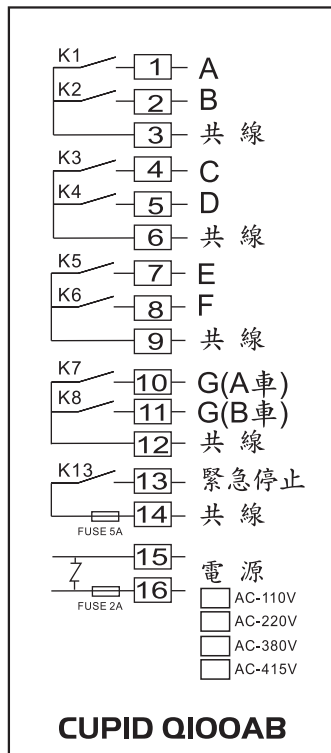 K1 1 A
K2 2 B
3 共 線
K3 4 C
K4 5 D
6 共 線
K5 7 E
K6 8 F
9 共 線
K7 10 G(A車)
K8 11 G(B車)
12 共 線
K13 13 緊急停止
14 共 線
FUSE 5A
15
電 源
16
FUSE 2A
AC-110V
AC-220V
AC-380V
AC-415V
CUPID Q100AB